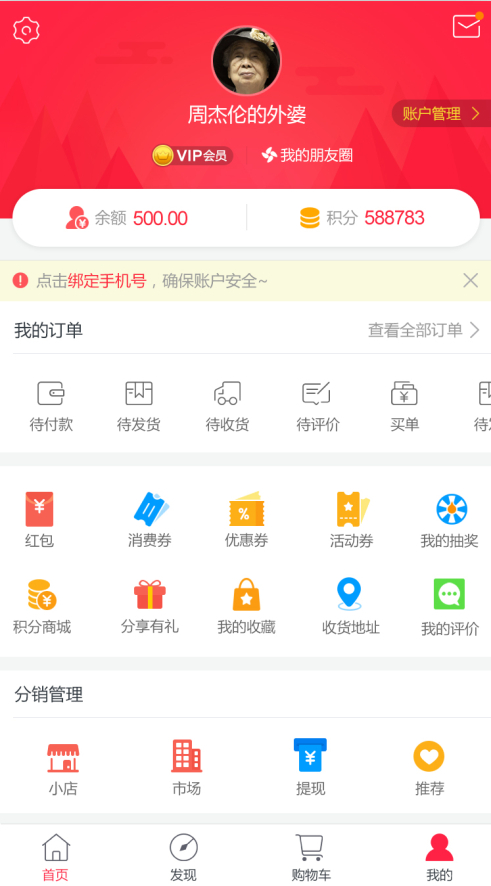 周杰伦的外婆
账户管理
VIP会员
我的朋友圈
余额 500.00
积分 588783
点击绑定手机号，确保账户安全~
我的订单
查看全部订单
待付款 待发货 待收货 待评价 买单 待
¥
红包 消费券 优惠券 活动券 我的抽奖
积分商城 分享有礼 我的收藏 收货地址 我的评价
分销管理
小店 市场 提现 推荐
首页 发现 购物车 我的